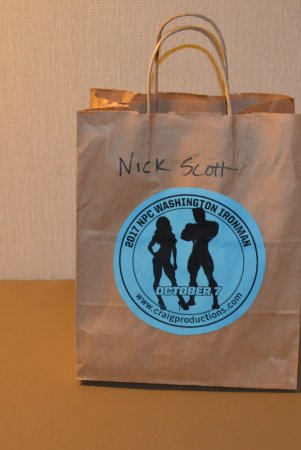 Nick Scott
2017 NPC WASHINGTON IRONMAN
OCTOBER 7
www.craigproductions.com